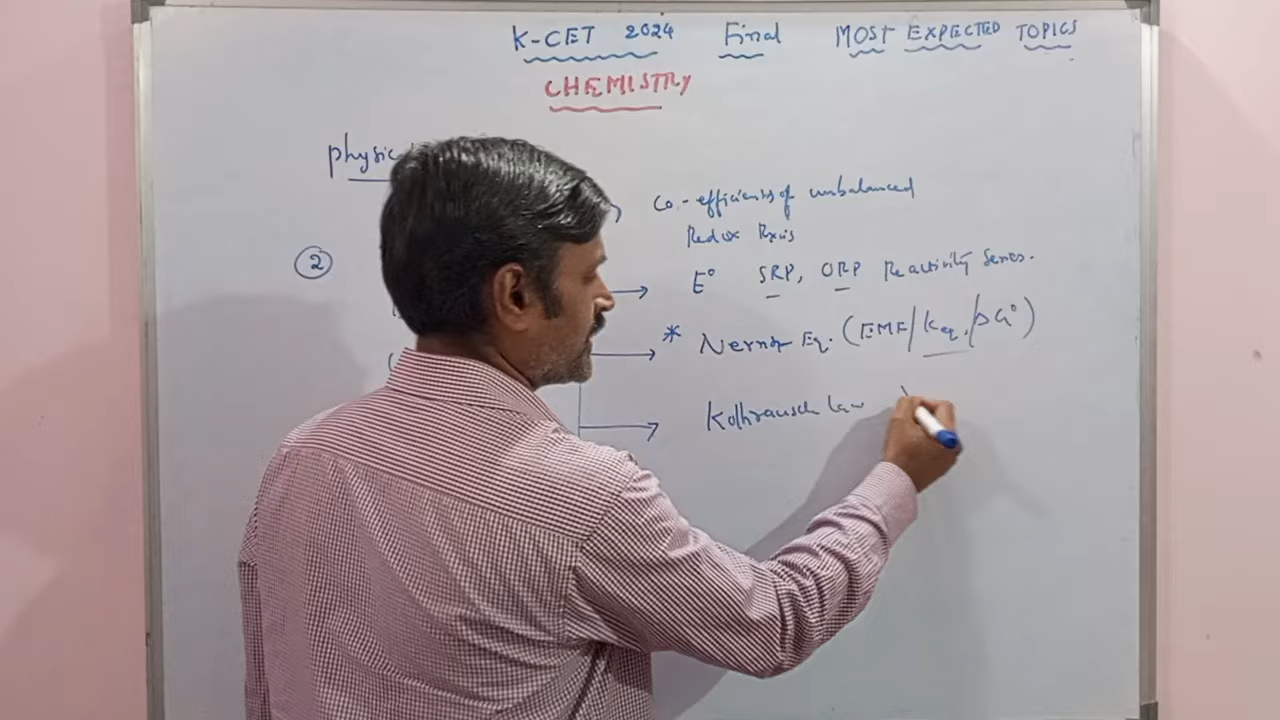 K-CET 2024 Final MOST EXPECTED TOPICS
CHEMISTRY
physic
Co-efficients of unbalanced
Redox Rxns
②
E° SRP, ORP Reactivity Series.
* Nernst Eq. (EMF/Keq./ΔG°)
Kolhrausch law